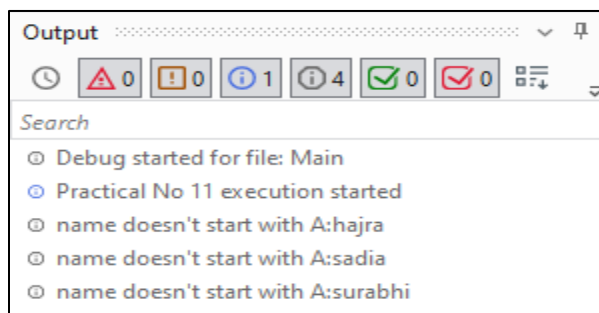 Output
0 0 1 4 0 0
Search
Debug started for file: Main
Practical No 11 execution started
name doesn't start with A:hajra
name doesn't start with A:sadia
name doesn't start with A:surabhi